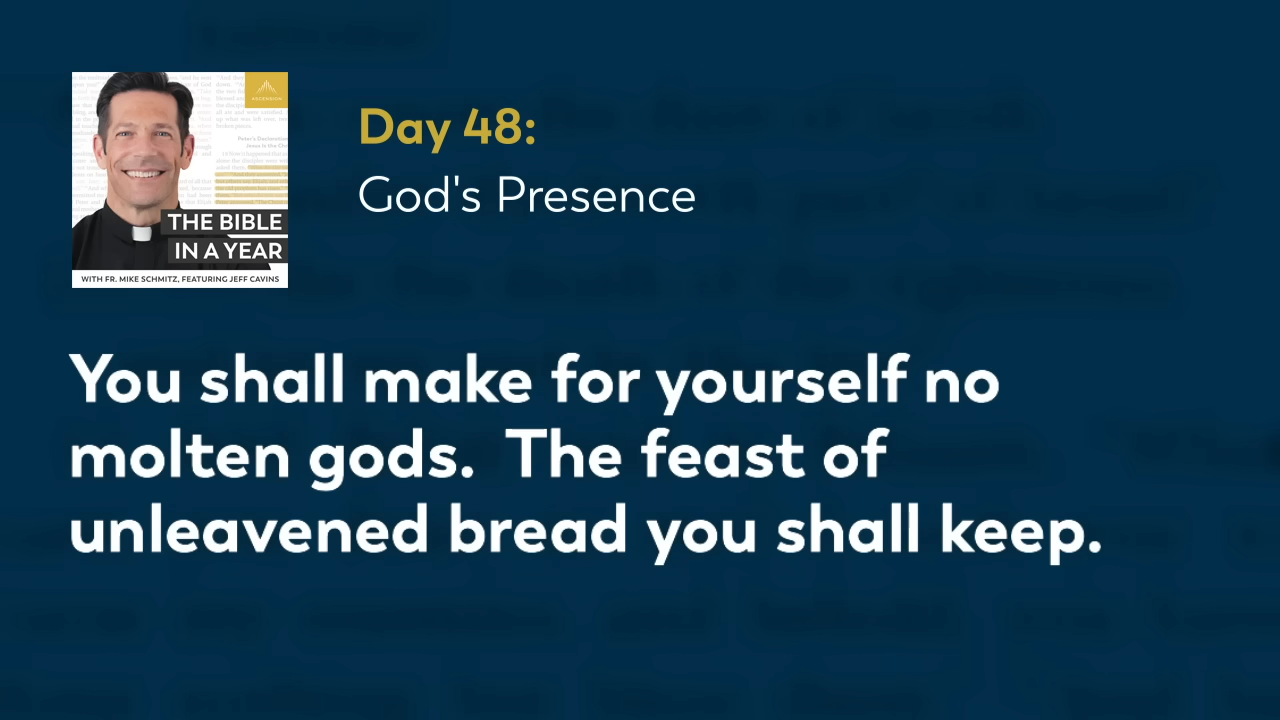 ASCENSION
THE BIBLE
IN A YEAR
WITH FR. MIKE SCHMITZ, FEATURING JEFF CAVINS
Day 48:
God's Presence
You shall make for yourself no
molten gods.  The feast of
unleavened bread you shall keep.